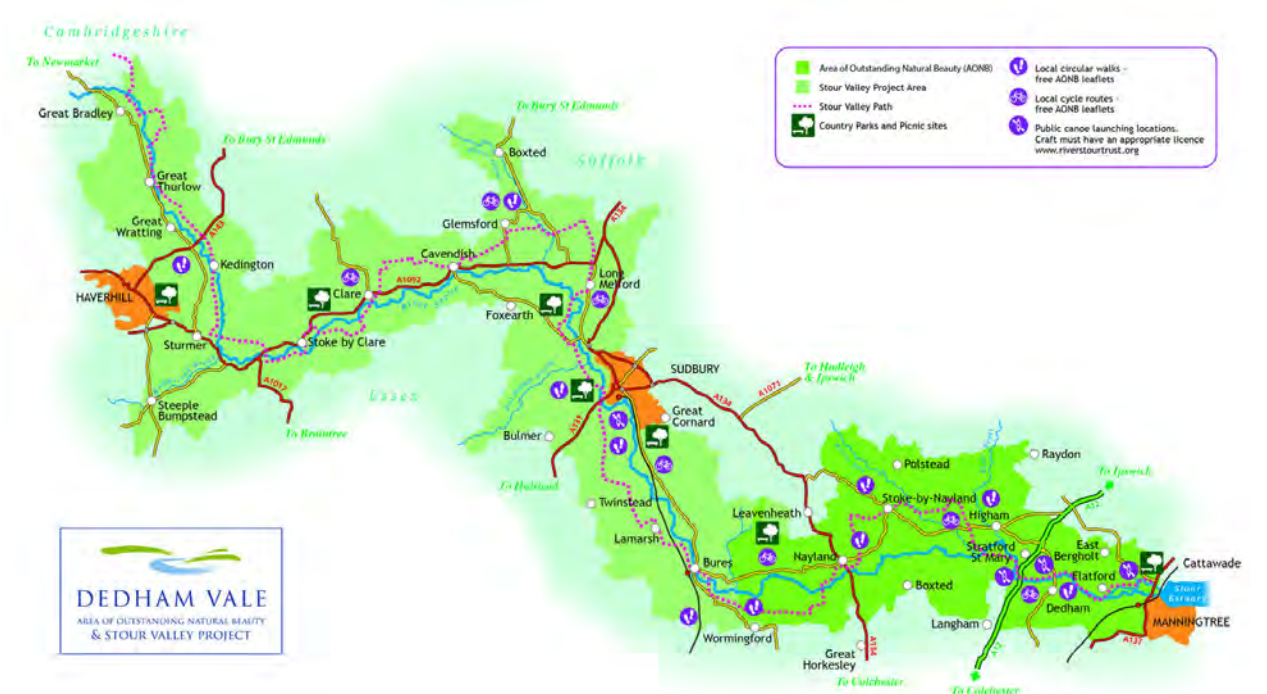 Cambridgeshire
To Newmarket
Great Bradley
To Bury St Edmunds
Great
Thurlow
Great
Wratting
A143
Kedington
HAVERHILL
Sturmer
Stoke by Clare
A1017
Steeple
Bumpstead
To Braintree
Clare
A1092
Cavendish
Glemsford
To Bury St Edmunds
Boxted
Suffolk
A134
Long
Melford
Foxearth
Essex
SUDBURY
Great
Cornard
Bulmer
A131
To Halstead
Twinstead
Lamarsh
Bures
Wormingford
A134
A1071
To Hadleigh
& Ipswich
Leavenheath
Nayland
Polstead
Stoke-by-Nayland
Raydon
Higham
Stratford
St Mary
East
Bergholt
Flatford
Dedham
Boxted
Langham
Great
Horkesley
A134
To Colchester
A12
To Colchester
A12
To Ipswich
Cattawade
Stour
Estuary
MANNINGTREE
A137
Area of Outstanding Natural Beauty (AONB)
Stour Valley Project Area
Stour Valley Path
Country Parks and Picnic sites
Local circular walks -
free AONB leaflets
Local cycle routes -
free AONB leaflets
Public canoe launching locations.
Craft must have an appropriate licence
www.riverstourtrust.org
DEDHAM VALE
AREA OF OUTSTANDING NATURAL BEAUTY
& STOUR VALLEY PROJECT